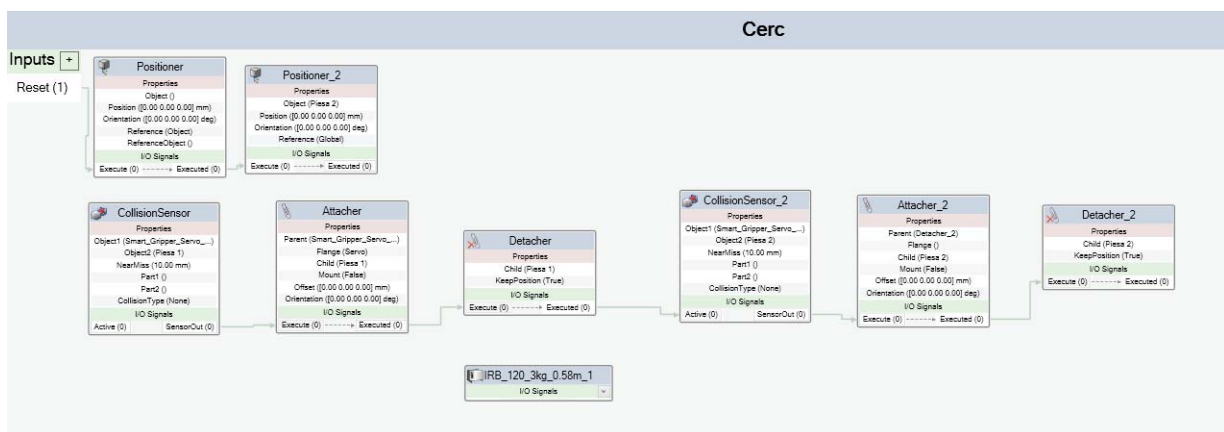 Cerc
Inputs +
Reset (1)
Positioner
Properties
Object ()
Position ([0.00 0.00 0.00] mm)
Orientation ([0.00 0.00 0.00] deg)
Reference (Object)
ReferenceObject ()
I/O Signals
Execute (0) Executed (0)
Positioner_2
Properties
Object (Piesa 2)
Position ([0.00 0.00 0.00] mm)
Orientation ([0.00 0.00 0.00] deg)
Reference (Global)
I/O Signals
Execute (0) Executed (0)
CollisionSensor
Properties
Object1 (Smart_Gripper_Servo_...)
Object2 (Piesa 1)
NearMiss (10.00 mm)
Part1 ()
Part2 ()
CollisionType (None)
I/O Signals
Active (0) SensorOut (0)
Attacher
Properties
Parent (Smart_Gripper_Servo_...)
Flange (Servo)
Child (Piesa 1)
Mount (False)
Offset ([0.00 0.00 0.00] mm)
Orientation ([0.00 0.00 0.00] deg)
I/O Signals
Execute (0) Executed (0)
Detacher
Properties
Child (Piesa 1)
KeepPosition (True)
I/O Signals
Execute (0) Executed (0)
CollisionSensor_2
Properties
Object1 (Smart_Gripper_Servo_...)
Object2 (Piesa 2)
NearMiss (10.00 mm)
Part1 ()
Part2 ()
CollisionType (None)
I/O Signals
Active (0) SensorOut (0)
Attacher_2
Properties
Parent (Detacher_2)
Flange ()
Child (Piesa 2)
Mount (False)
Offset ([0.00 0.00 0.00] mm)
Orientation ([0.00 0.00 0.00] deg)
I/O Signals
Execute (0) Executed (0)
Detacher_2
Properties
Child (Piesa 2)
KeepPosition (True)
I/O Signals
Execute (0) Executed (0)
IRB_120_3kg_0.58m_1
I/O Signals